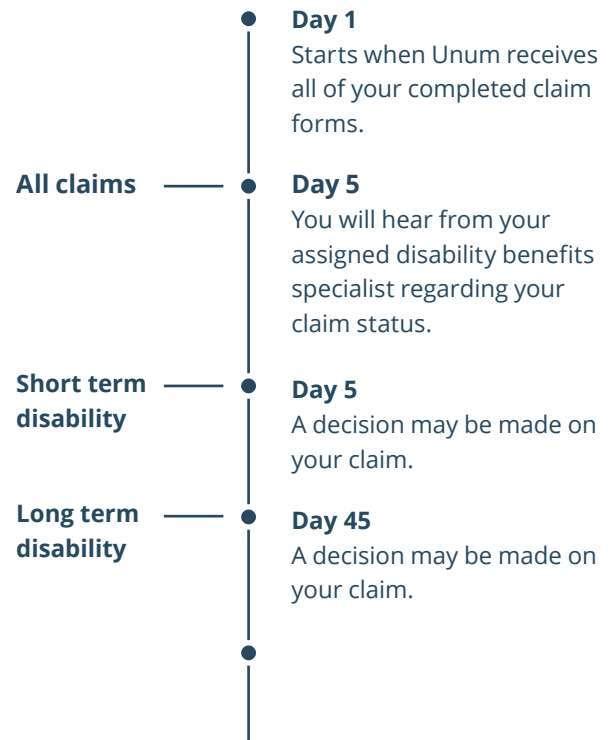 Day 1
Starts when Unum receives
all of your completed claim
forms.
All claims
Day 5
You will hear from your
assigned disability benefits
specialist regarding your
claim status.
Short term
disability
Day 5
A decision may be made on
your claim.
Long term
disability
Day 45
A decision may be made on
your claim.